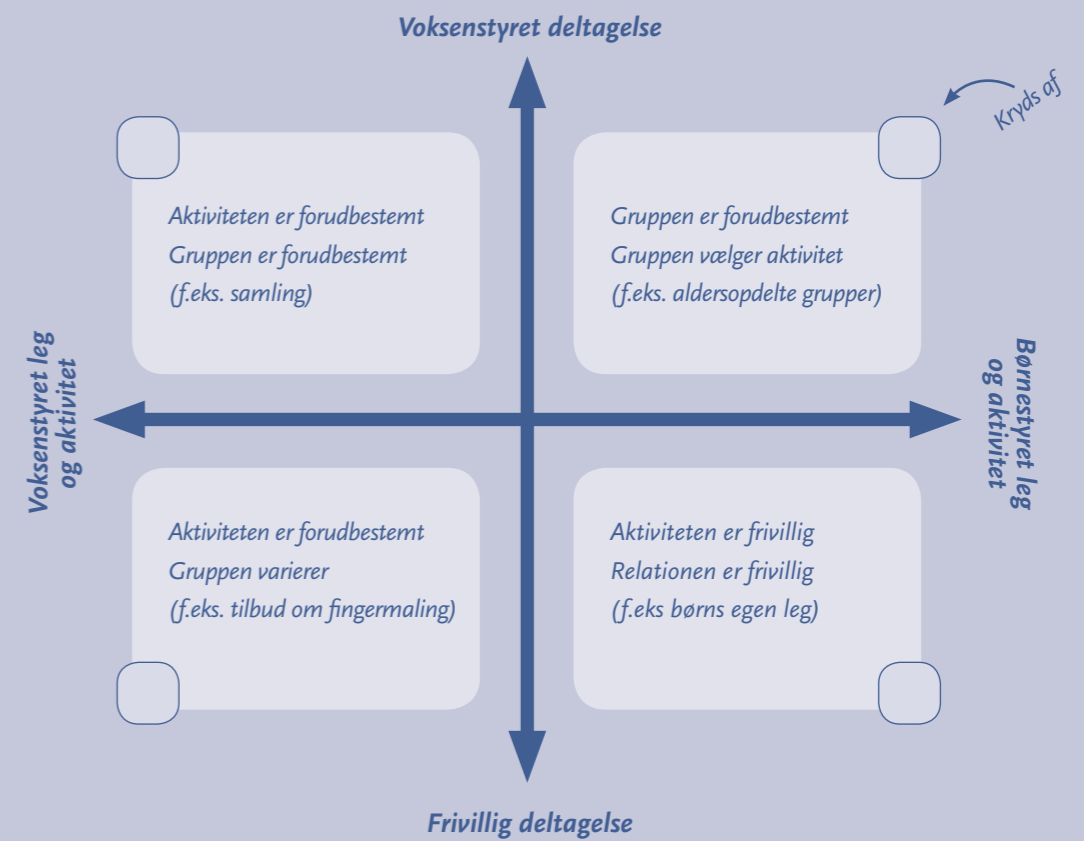 Voksenstyret deltagelse
Kryds af
Aktiviteten er forudbestemt
Gruppen er forudbestemt
(f.eks. samling)
Gruppen er forudbestemt
Gruppen vælger aktivitet
(f.eks. aldersopdelte grupper)
Voksenstyret leg
og aktivitet
Børnestyret leg
og aktivitet
Aktiviteten er forudbestemt
Gruppen varierer
(f.eks. tilbud om fingermaling)
Aktiviteten er frivillig
Relationen er frivillig
(f.eks børns egen leg)
Frivillig deltagelse